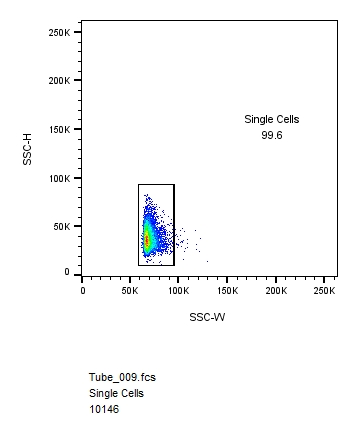 250K
200K
SSC-H
150K
Single Cells
99.6
100K
50K
0
0 50K 100K 150K 200K 250K
SSC-W
Tube_009.fcs
Single Cells
10146